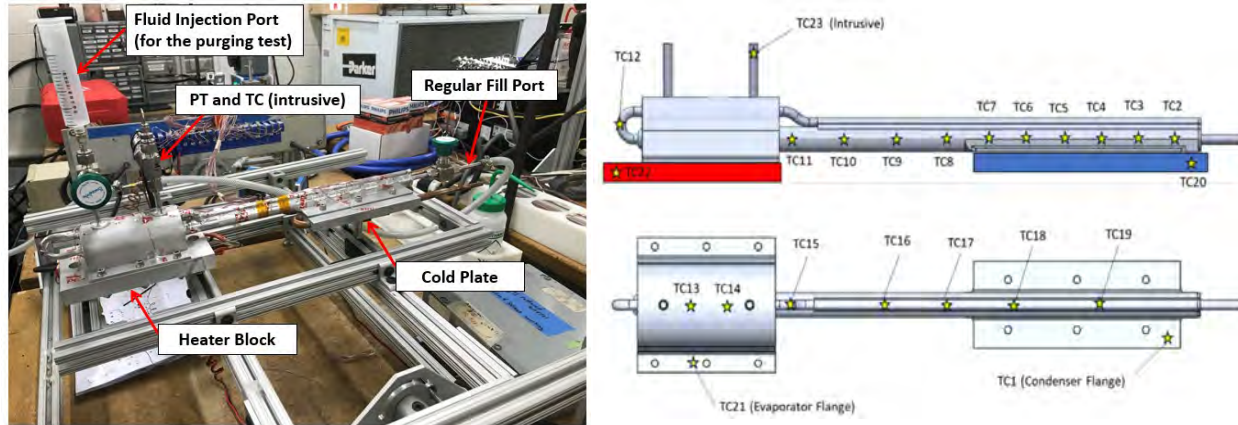 Fluid Injection Port
(for the purging test)
Parker
PT and TC (intrusive)
Regular Fill Port
Cold Plate
Heater Block
TC23 (Intrusive)
TC12
TC7 TC6 TC5 TC4 TC3 TC2
TC11 TC10 TC9 TC8
TC22
TC20
TC15 TC16 TC17 TC18 TC19
TC13 TC14
TC1 (Condenser Flange)
TC21 (Evaporator Flange)